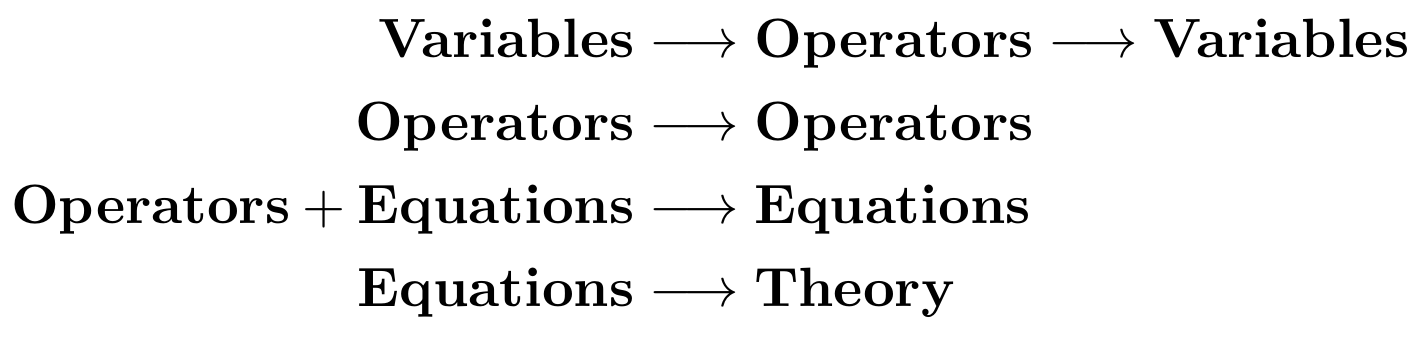 Variables ⟶ Operators ⟶ Variables
Operators ⟶ Operators
Operators + Equations ⟶ Equations
Equations ⟶ Theory